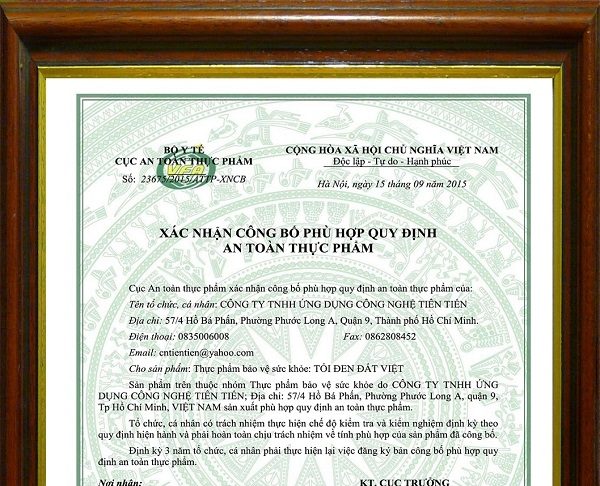 BỘ Y TẾ
CỤC AN TOÀN THỰC PHẨM
Số: 23675/2015/ATTP-XNCB
VSA
CỘNG HÒA XÃ HỘI CHỦ NGHĨA VIỆT NAM
Độc lập - Tự do - Hạnh phúc
Hà Nội, ngày 15 tháng 09 năm 2015
XÁC NHẬN CÔNG BỐ PHÙ HỢP QUY ĐỊNH
AN TOÀN THỰC PHẨM
Cục An toàn thực phẩm xác nhận công bố phù hợp quy định an toàn thực phẩm của:
Tên tổ chức, cá nhân: CÔNG TY TNHH ỨNG DỤNG CÔNG NGHỆ TIÊN TIẾN
Địa chỉ: 57/4 Hồ Bá Phấn, Phường Phước Long A, Quận 9, Thành phố Hồ Chí Minh.
Điện thoại: 0835006008 Fax: 0862808452
Email: cntientien@yahoo.com
Cho sản phẩm: Thực phẩm bảo vệ sức khỏe: TỎI ĐEN ĐẤT VIỆT
Sản phẩm trên thuộc nhóm Thực phẩm bảo vệ sức khỏe do CÔNG TY TNHH ỨNG
DỤNG CÔNG NGHỆ TIÊN TIẾN; Địa chỉ: 57/4 Hồ Bá Phấn, Phường Phước Long A, quận 9,
Tp Hồ Chí Minh, VIỆT NAM sản xuất phù hợp quy định an toàn thực phẩm.
Tổ chức, cá nhân có trách nhiệm thực hiện chế độ kiểm tra và kiểm nghiệm định kỳ theo
quy định hiện hành và phải hoàn toàn chịu trách nhiệm về tính phù hợp của sản phẩm đã công bố.
Định kỳ 3 năm tổ chức, cá nhân phải thực hiện lại việc đăng ký bản công bố phù hợp quy
định an toàn thực phẩm.
Nơi nhận: KT. CỤC TRƯỞNG